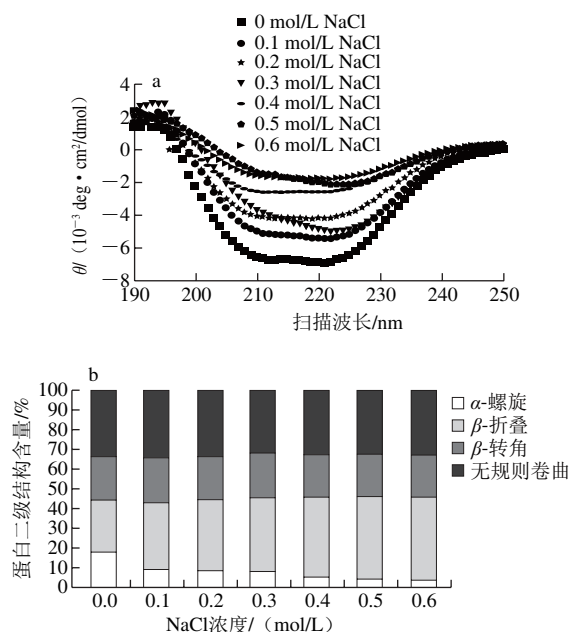 0 mol/L NaCl
0.1 mol/L NaCl
0.2 mol/L NaCl
0.3 mol/L NaCl
0.4 mol/L NaCl
0.5 mol/L NaCl
0.6 mol/L NaCl
a
4
2
0
−2
−4
−6
−8
θ/（10⁻³ deg·cm²/dmol）
190 200 210 220 230 240 250
扫描波长/nm
b
100
90
80
70
60
50
40
30
20
10
0
蛋白二级结构含量/%
α-螺旋
β-折叠
β-转角
无规则卷曲
0.0 0.1 0.2 0.3 0.4 0.5 0.6
NaCl浓度/（mol/L）